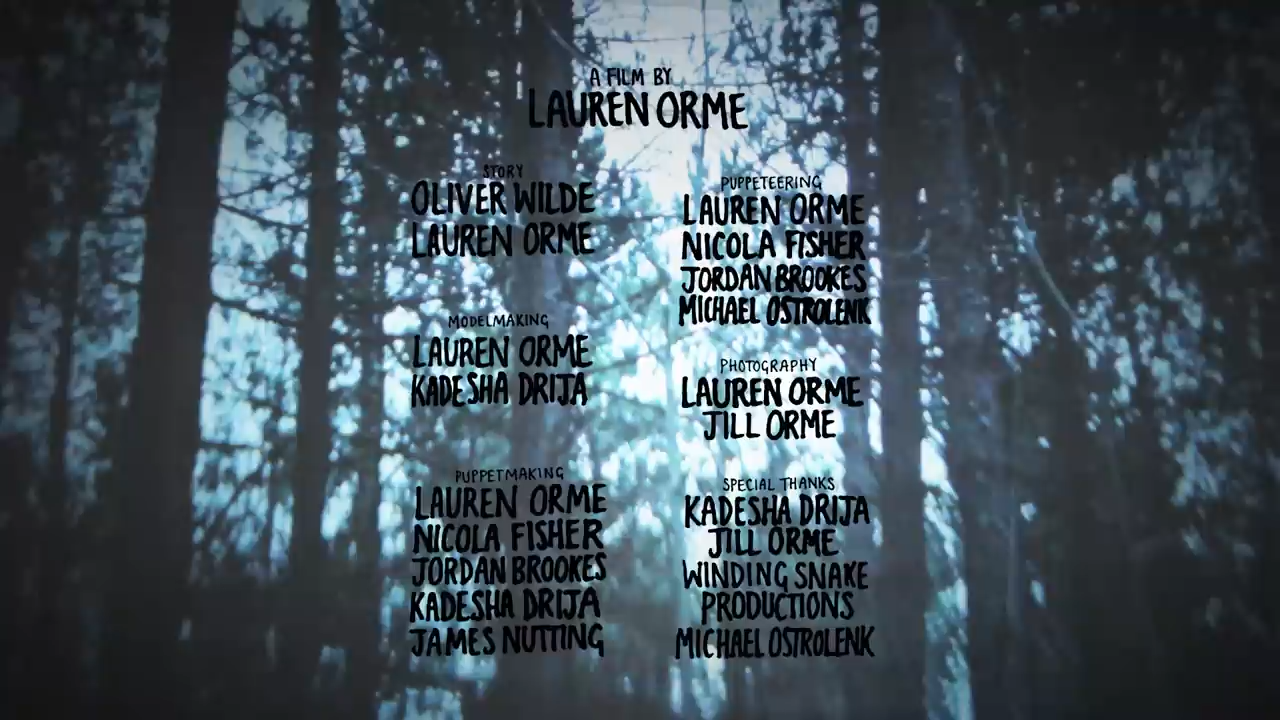 A FILM BY
LAUREN ORME
STORY
OLIVER WILDE
LAUREN ORME
MODELMAKING
LAUREN ORME
KADESHA DRIJA
PUPPETMAKING
LAUREN ORME
NICOLA FISHER
JORDAN BROOKES
KADESHA DRIJA
JAMES NUTTING
PUPPETEERING
LAUREN ORME
NICOLA FISHER
JORDAN BROOKES
MICHAEL OSTROLENK
PHOTOGRAPHY
LAUREN ORME
JILL ORME
SPECIAL THANKS
KADESHA DRIJA
JILL ORME
WINDING SNAKE
PRODUCTIONS
MICHAEL OSTROLENK